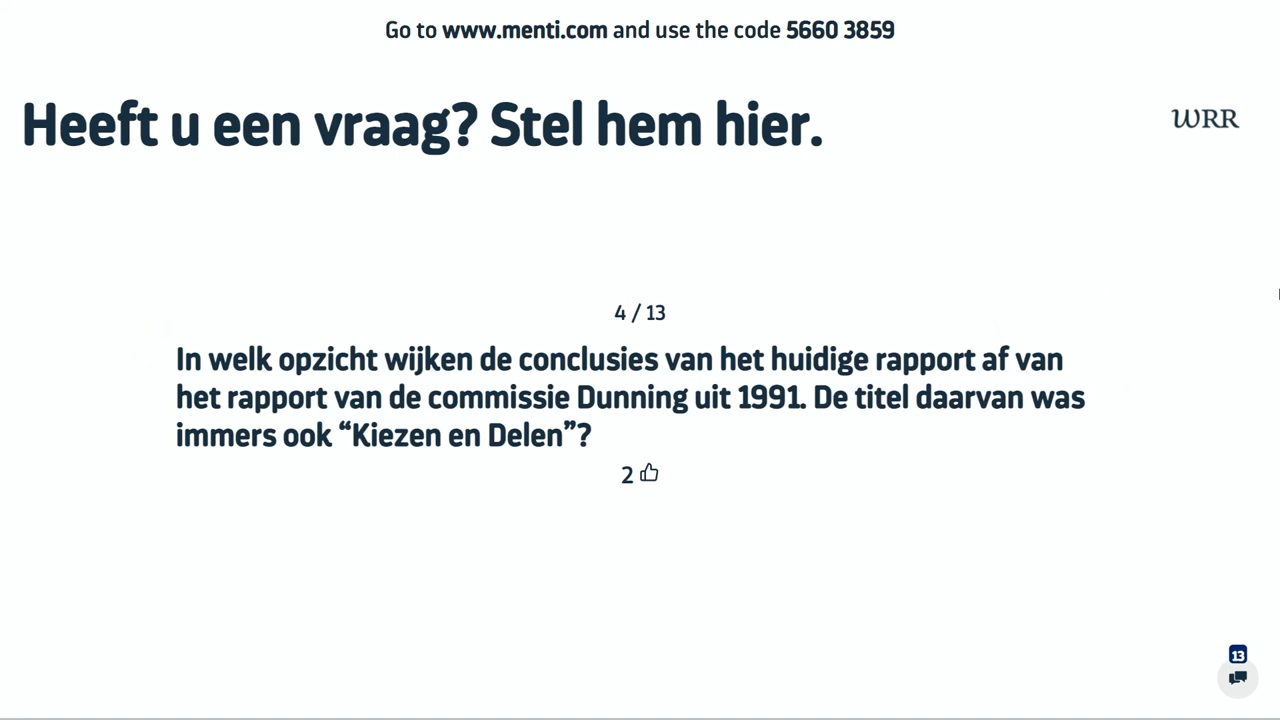 Go to www.menti.com and use the code 5660 3859
Heeft u een vraag? Stel hem hier.
WRR
4 / 13
In welk opzicht wijken de conclusies van het huidige rapport af van
het rapport van de commissie Dunning uit 1991. De titel daarvan was
immers ook “Kiezen en Delen”?
2
13